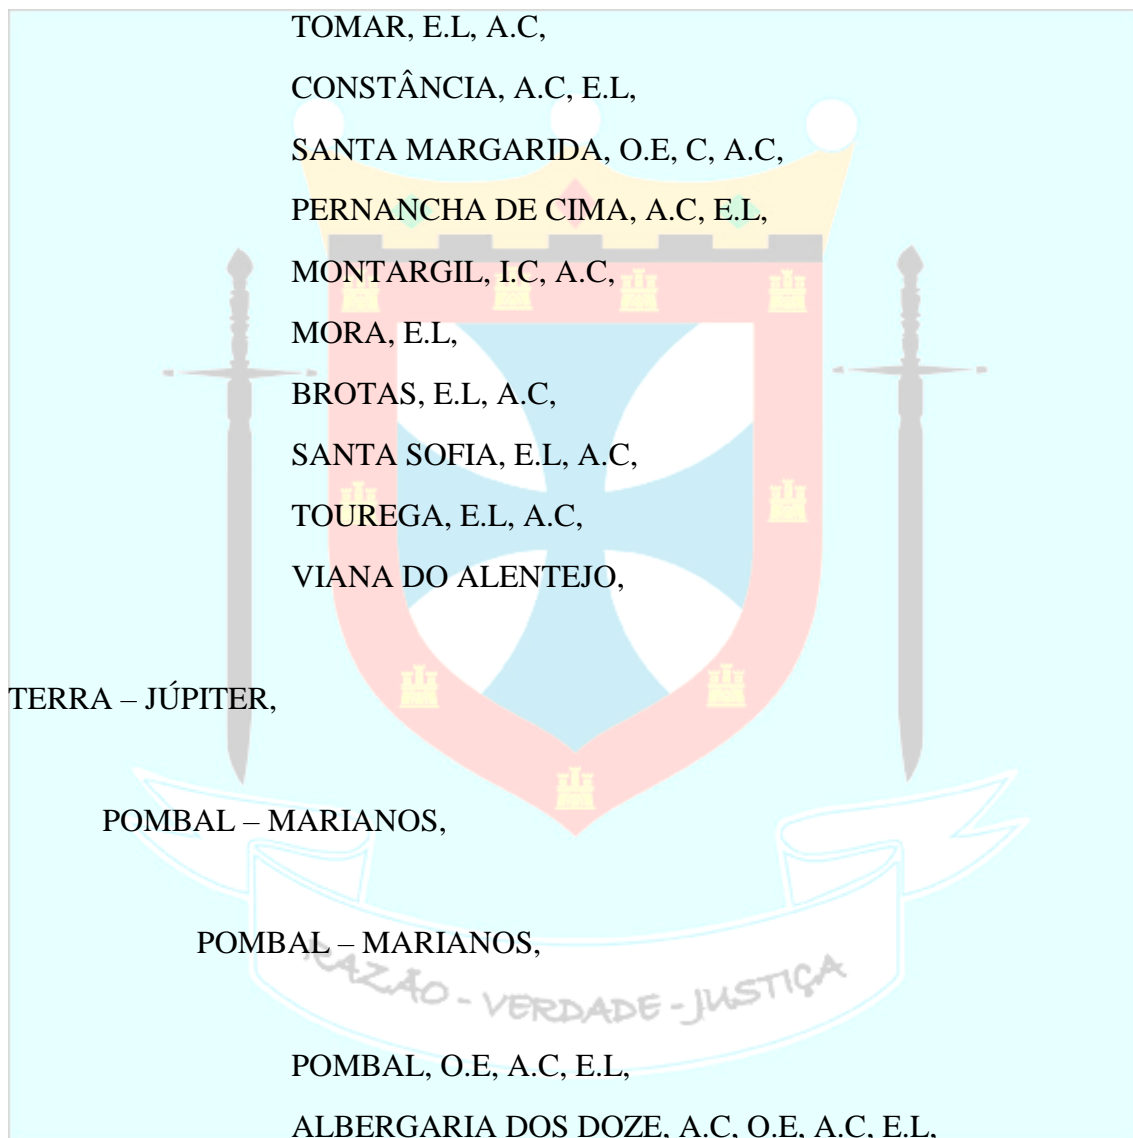 TOMAR, E.L, A.C,
CONSTÂNCIA, A.C, E.L,
SANTA MARGARIDA, O.E, C, A.C,
PERNANCHA DE CIMA, A.C, E.L,
MONTARGIL, I.C, A.C,
MORA, E.L,
BROTAS, E.L, A.C,
SANTA SOFIA, E.L, A.C,
TOUREGA, E.L, A.C,
VIANA DO ALENTEJO,
TERRA – JÚPITER,
POMBAL – MARIANOS,
POMBAL – MARIANOS,
RAZÃO - VERDADE - JUSTIÇA
POMBAL, O.E, A.C, E.L,
ALBERGARIA DOS DOZE, A.C, O.E, A.C, E.L,